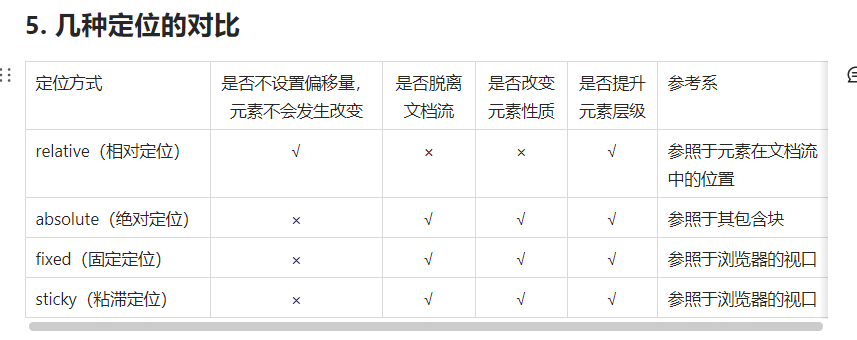 5. 几种定位的对比
定位方式 是否不设置偏移量， 是否脱离 是否改变 是否提升 参考系
元素不会发生改变 文档流 元素性质 元素层级
relative（相对定位） √ × × √ 参照于元素在文档流
中的位置
absolute（绝对定位） × √ √ √ 参照于其包含块
fixed（固定定位） × √ √ √ 参照于浏览器的视口
sticky（粘滞定位） × √ √ √ 参照于浏览器的视口